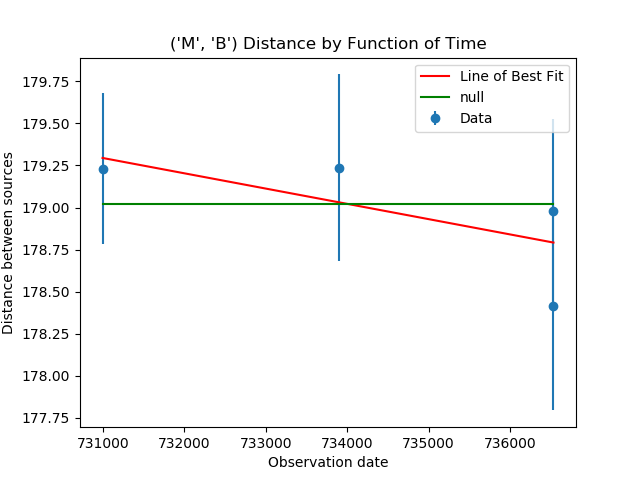 ('M', 'B') Distance by Function of Time
Line of Best Fit
null
Data
179.75
179.50
179.25
179.00
178.75
178.50
178.25
178.00
177.75
Distance between sources
731000 732000 733000 734000 735000 736000
Observation date